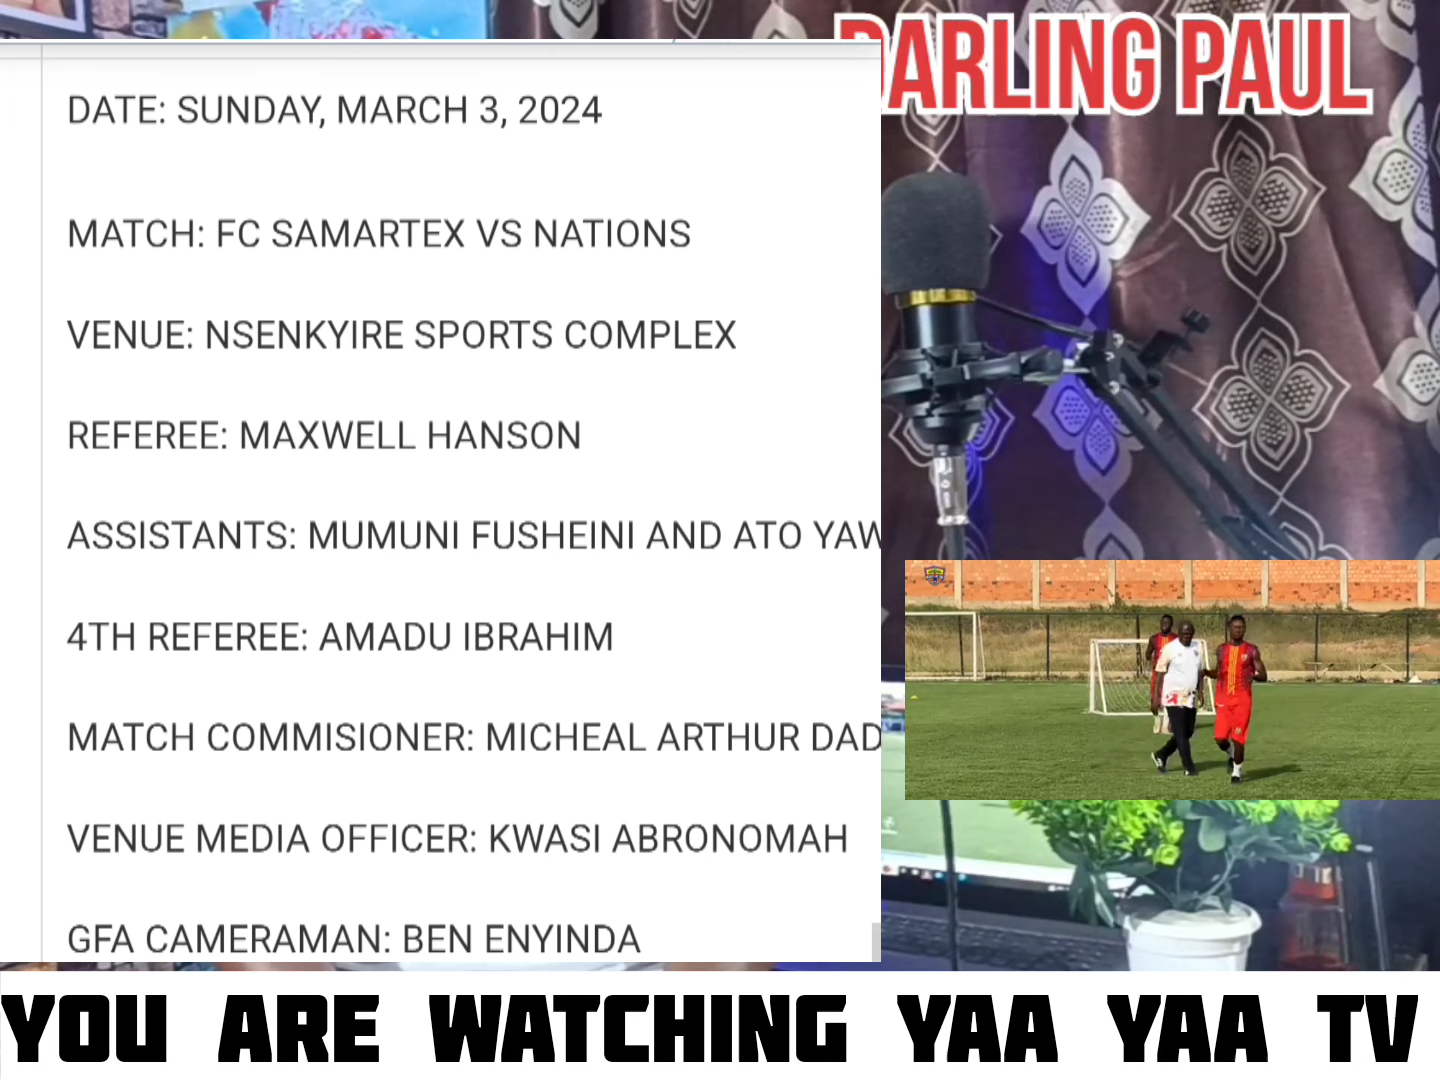 DARLING PAUL
DATE: SUNDAY, MARCH 3, 2024
MATCH: FC SAMARTEX VS NATIONS
VENUE: NSENKYIRE SPORTS COMPLEX
REFEREE: MAXWELL HANSON
ASSISTANTS: MUMUNI FUSHEINI AND ATO YAW
4TH REFEREE: AMADU IBRAHIM
MATCH COMMISIONER: MICHEAL ARTHUR DAD
VENUE MEDIA OFFICER: KWASI ABRONOMAH
GFA CAMERAMAN: BEN ENYINDA
YOU ARE WATCHING YAA YAA TV